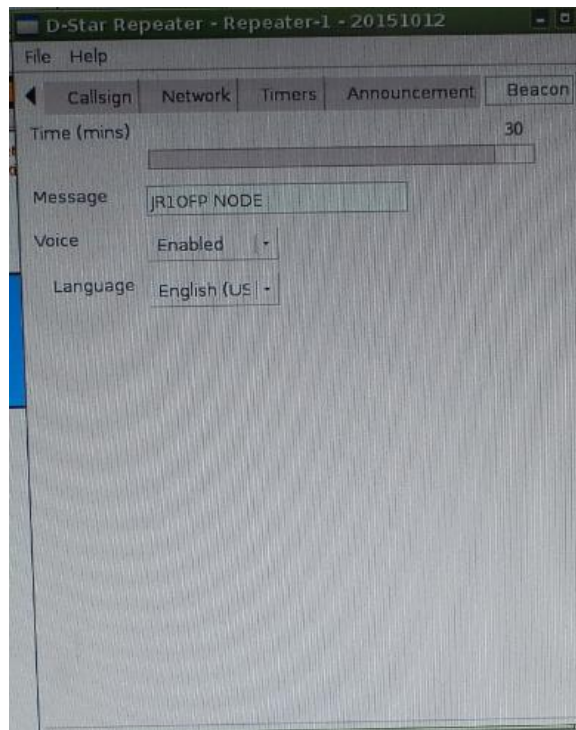 D-Star Repeater - Repeater-1 - 20151012
File Help
Callsign Network Timers Announcement Beacon
Time (mins) 30
Message JR1OFP NODE
Voice Enabled
Language English (US